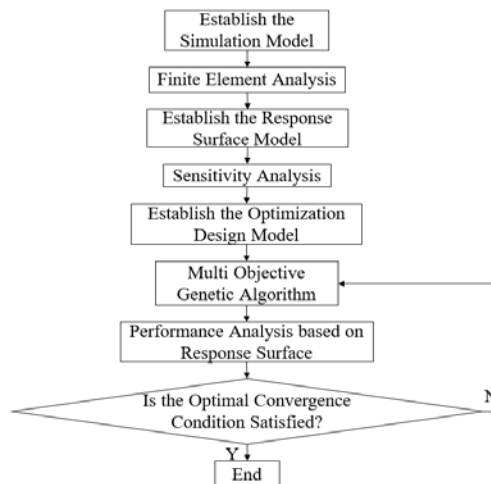 Establish the
Simulation Model
Finite Element Analysis
Establish the Response
Surface Model
Sensitivity Analysis
Establish the Optimization
Design Model
Multi Objective
Genetic Algorithm
Performance Analysis based on
Response Surface
Is the Optimal Convergence
Condition Satisfied?
N
Y
End